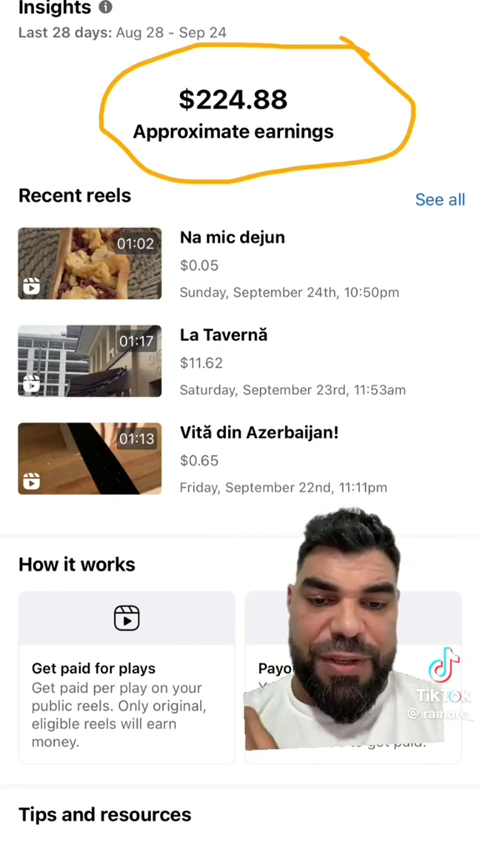 Insights
Last 28 days: Aug 28 - Sep 24
$224.88
Approximate earnings
Recent reels
See all
01:02
Na mic dejun
$0.05
Sunday, September 24th, 10:50pm
01:17
La Tavernă
$11.62
Saturday, September 23rd, 11:53am
01:13
Vită din Azerbaijan!
$0.65
Friday, September 22nd, 11:11pm
How it works
Get paid for plays
Get paid per play on your
public reels. Only original,
eligible reels will earn
money.
Payo
to get paid.
TikTok
Tips and resources